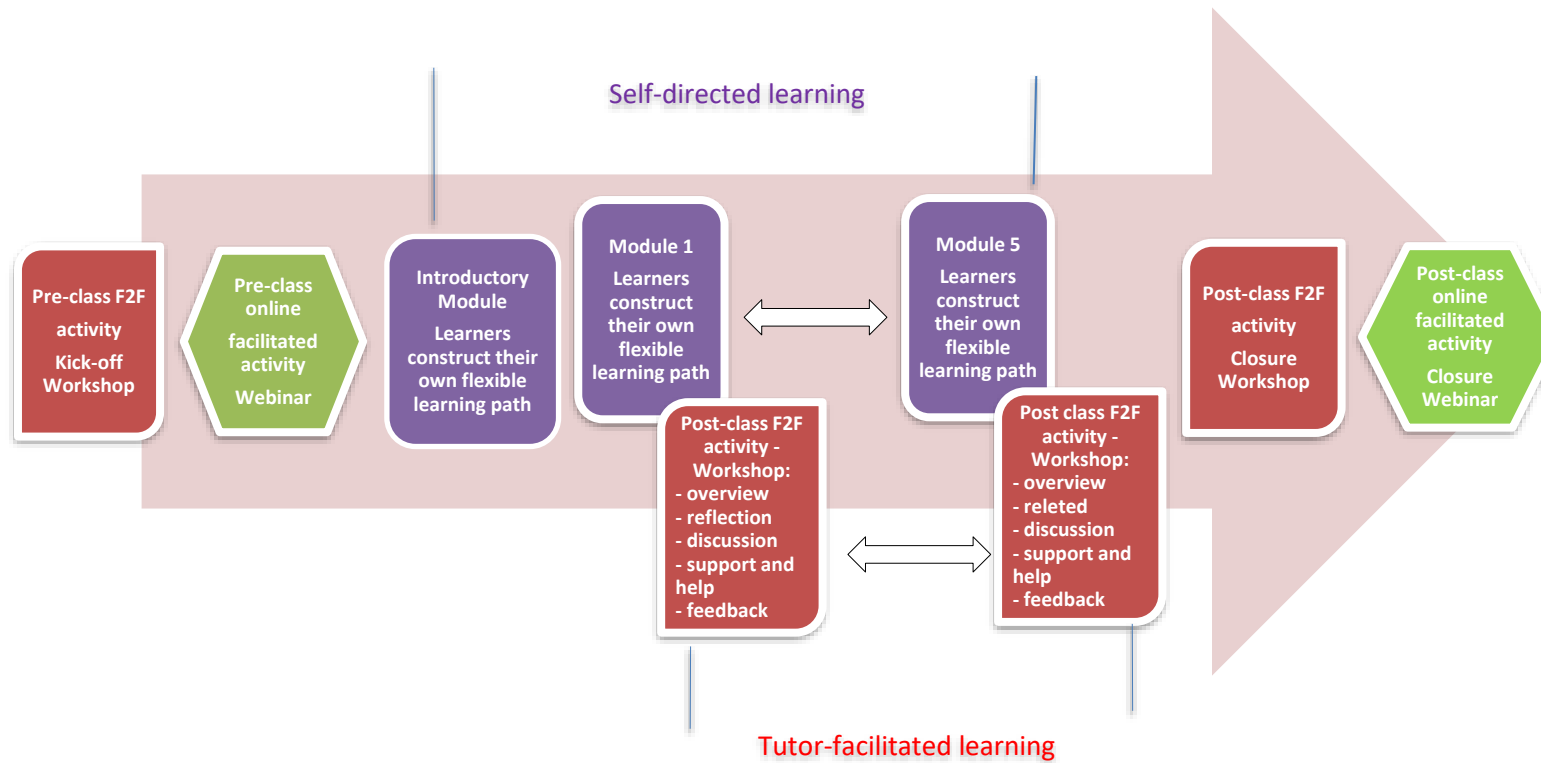 Self-directed learning
Pre-class F2F
activity
Kick-off
Workshop
Pre-class
online
facilitated
activity
Webinar
Introductory
Module
Learners
construct their
own flexible
learning path
Module 1
Learners
construct
their own
flexible
learning path
Module 5
Learners
construct
their own
flexible
learning path
Post-class F2F
activity
Closure
Workshop
Post-class
online
facilitated
activity
Closure
Webinar
Post-class F2F
activity -
Workshop:
- overview
- reflection
- discussion
- support and
help
- feedback
Post class F2F
activity -
Workshop:
- overview
- releted
- discussion
- support and
help
- feedback
Tutor-facilitated learning